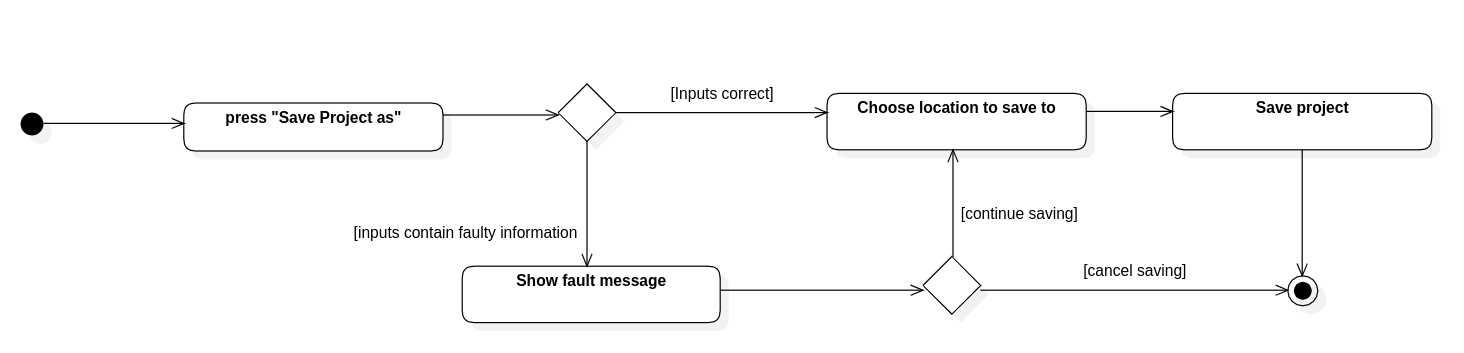 [Inputs correct]
press "Save Project as"
Choose location to save to
Save project
[continue saving]
[inputs contain faulty information
[cancel saving]
Show fault message